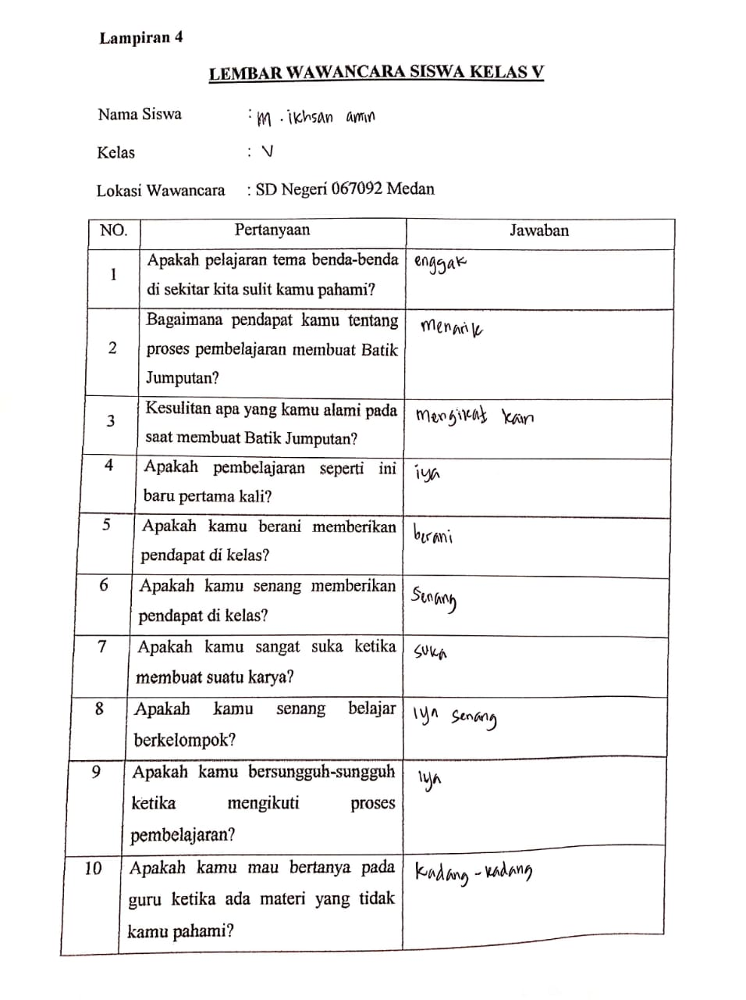 Lampiran 4
LEMBAR WAWANCARA SISWA KELAS V
Nama Siswa : M. ikhsan amin
Kelas : V
Lokasi Wawancara : SD Negeri 067092 Medan
NO. Pertanyaan Jawaban
1 Apakah pelajaran tema benda-benda enggak
di sekitar kita sulit kamu pahami?
2 Bagaimana pendapat kamu tentang menarik
proses pembelajaran membuat Batik
Jumputan?
3 Kesulitan apa yang kamu alami pada mengikat kain
saat membuat Batik Jumputan?
4 Apakah pembelajaran seperti ini iya
baru pertama kali?
5 Apakah kamu berani memberikan berani
pendapat di kelas?
6 Apakah kamu senang memberikan Senang
pendapat di kelas?
7 Apakah kamu sangat suka ketika suka
membuat suatu karya?
8 Apakah kamu senang belajar Iya senang
berkelompok?
9 Apakah kamu bersungguh-sungguh Iya
ketika mengikuti proses
pembelajaran?
10 Apakah kamu mau bertanya pada kadang-kadang
guru ketika ada materi yang tidak
kamu pahami?